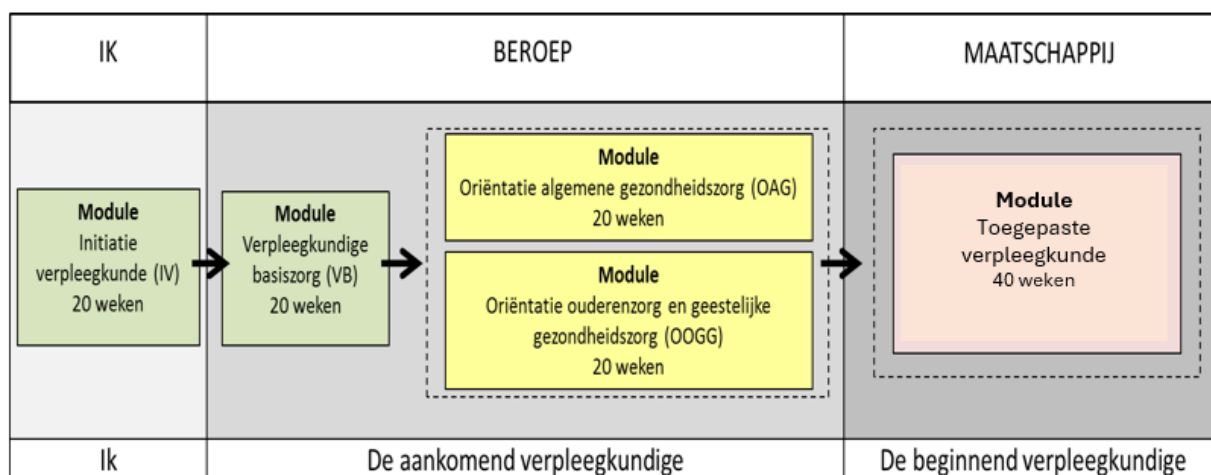 IK
BEROEP
MAATSCHAPPIJ
Module
Initiatie
verpleegkunde (IV)
20 weken
Module
Verpleegkundige
basiszorg (VB)
20 weken
Module
Oriëntatie algemene gezondheidszorg (OAG)
20 weken
Module
Oriëntatie ouderenzorg en geestelijke
gezondheidszorg (OOGG)
20 weken
Module
Toegepaste
verpleegkunde
40 weken
Ik
De aankomend verpleegkundige
De beginnend verpleegkundige